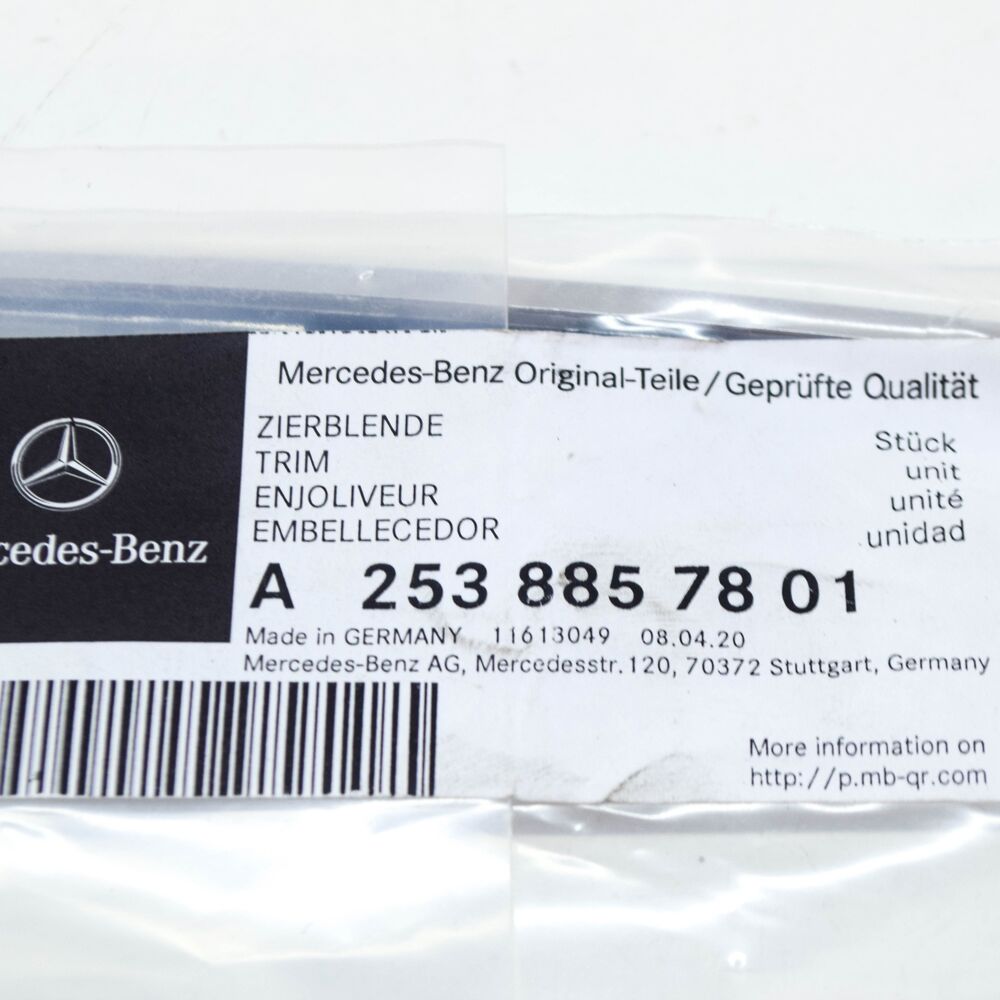 Mercedes-Benz Original-Teile/Geprüfte Qualität
ZIERBLENDE
TRIM
ENJOLIVEUR
EMBELLECEDOR
Stück
unit
unité
unidad
cedes-Benz
A 253 885 78 01
Made in GERMANY 11613049 08.04.20
Mercedes-Benz AG, Mercedesstr.120, 70372 Stuttgart, Germany
More information on
http://p.mb-qr.com